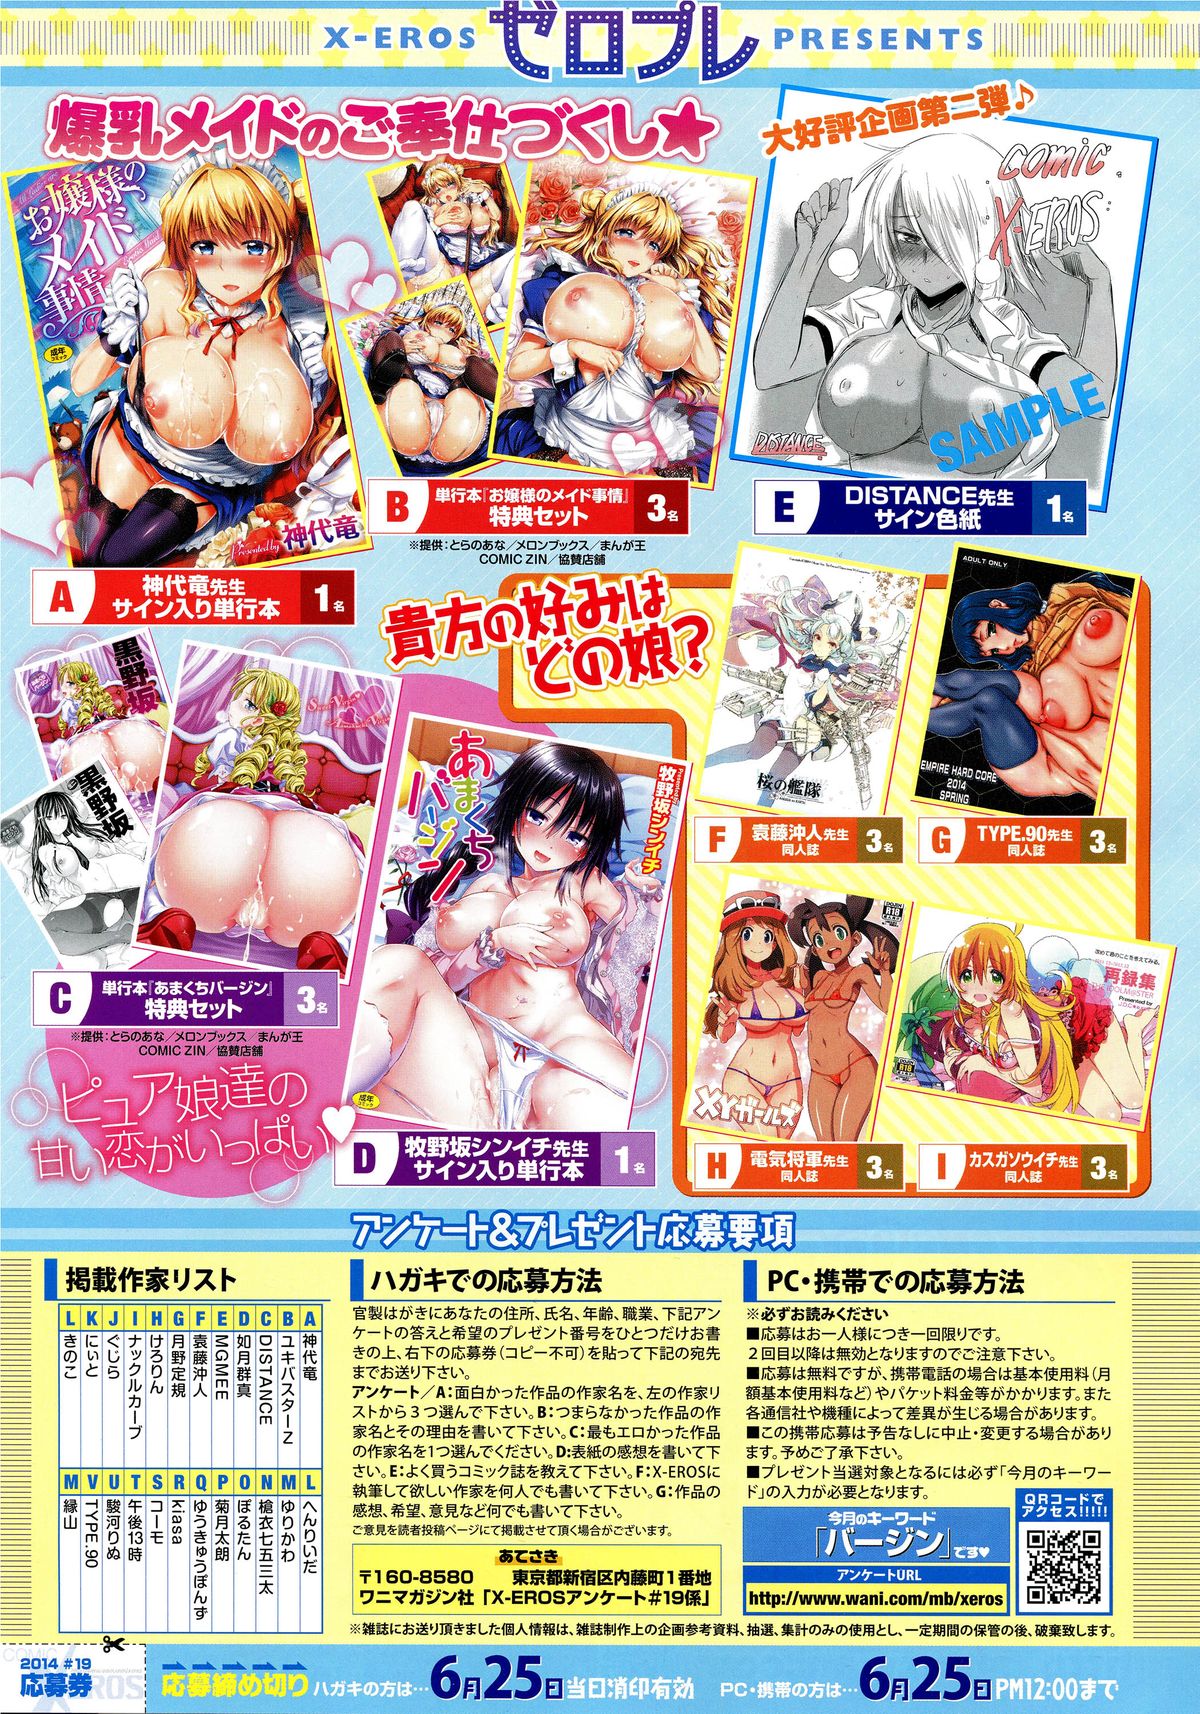 X-EROS ゼロプレ PRESENTS
爆乳メイドのご奉仕づくし★
大好評企画第二弾♪
お嬢様の
メイド
事情
成年
コミック
Presented by 神代竜
COMIC
X-EROS
DISTANCE
SAMPLE
A 神代竜先生
サイン入り単行本 1名
B 単行本『お嬢様のメイド事情』
特典セット 3名
※提供：とらのあな／メロンブックス／まんが王
COMIC ZIN／協賛店舗
E DISTANCE先生
サイン色紙 1名
貴方の好みは
どの娘？
黒野坂
黒野坂
あまくち
バージン
牧野坂シンイチ
成年
コミック
C 単行本『あまくちバージン』
特典セット 3名
※提供：とらのあな／メロンブックス／まんが王
COMIC ZIN／協賛店舗
ピュア娘達の
甘い恋がいっぱい♥
D 牧野坂シンイチ先生
サイン入り単行本 1名
桜の艦隊
ADULT ONLY
EMPIRE HARD CORE
2014
SPRING
F 袁藤沖人先生
同人誌 3名
G TYPE.90先生
同人誌 3名
R18
XYガールズ
求めて君のことを考えてみる。
再録集
Presented by
R18
H 電気将軍先生
同人誌 3名
I カスガソウイチ先生
同人誌 3名
アンケート&プレゼント応募要項
掲載作家リスト
A 神代竜
B ユキバスターZ
C DISTANCE
D 如月群真
E MGMEE
F 袁藤沖人
G 月野定規
H けろりん
I ナックルカーブ
J ぐじら
K にぃと
L きのこ
L へんりいだ
M ゆりかわ
N 槍衣七五三太
O ぽるたん
P 菊月太朗
Q ゆうきゅうぽんず
R kiasa
S コーモ
T 午後13時
U 駿河りぬ
V TYPE.90
M 縁山
ハガキでの応募方法
官製はがきにあなたの住所、氏名、年齢、職業、下記アン
ケートの答えと希望のプレゼント番号をひとつだけお書
きの上、右下の応募券（コピー不可）を貼って下記の宛先
までお送り下さい。
アンケート／A：面白かった作品の作家名を、左の作家リ
ストから３つ選んで下さい。B：つまらなかった作品の作
家名とその理由を書いて下さい。C：最もエロかった作品
の作家名を1つ選んでください。D：表紙の感想を書いて下
さい。E：よく買うコミック誌を教えて下さい。F：X-EROSに
執筆して欲しい作家を何人でも書いて下さい。G：作品の
感想、希望、意見など何でも書いて下さい。
ご意見を読者投稿ページにて掲載させて頂く場合がございます。
あてさき
〒160-8580 東京都新宿区内藤町1番地
ワニマガジン社「X-EROSアンケート#19係」
PC・携帯での応募方法
※必ずお読みください
■応募はお一人様につき一回限りです。
２回目以降は無効となりますのでご注意下さい。
■応募は無料ですが、携帯電話の場合は基本使用料（月
額基本使用料など）やパケット料金等がかかります。また
各通信社や機種によって差異が生じる場合があります。
■この携帯応募は予告なしに中止・変更する場合があり
ます。予めご了承下さい。
■プレゼント当選対象となるには必ず「今月のキーワー
ド」の入力が必要となります。
今月のキーワード
「バージン」です♥
アンケートURL
http://www.wani.com/mb/xeros
QRコードで
アクセス!!!!!
※雑誌にお送り頂きました個人情報は、雑誌制作上の企画参考資料、抽選、集計のみの使用とし、一定期間の保管の後、破棄致します。
COMIC X-EROS
2014 #19
応募券
応募締め切り ハガキの方は…6月25日当日消印有効 PC・携帯の方は…6月25日PM12:00まで